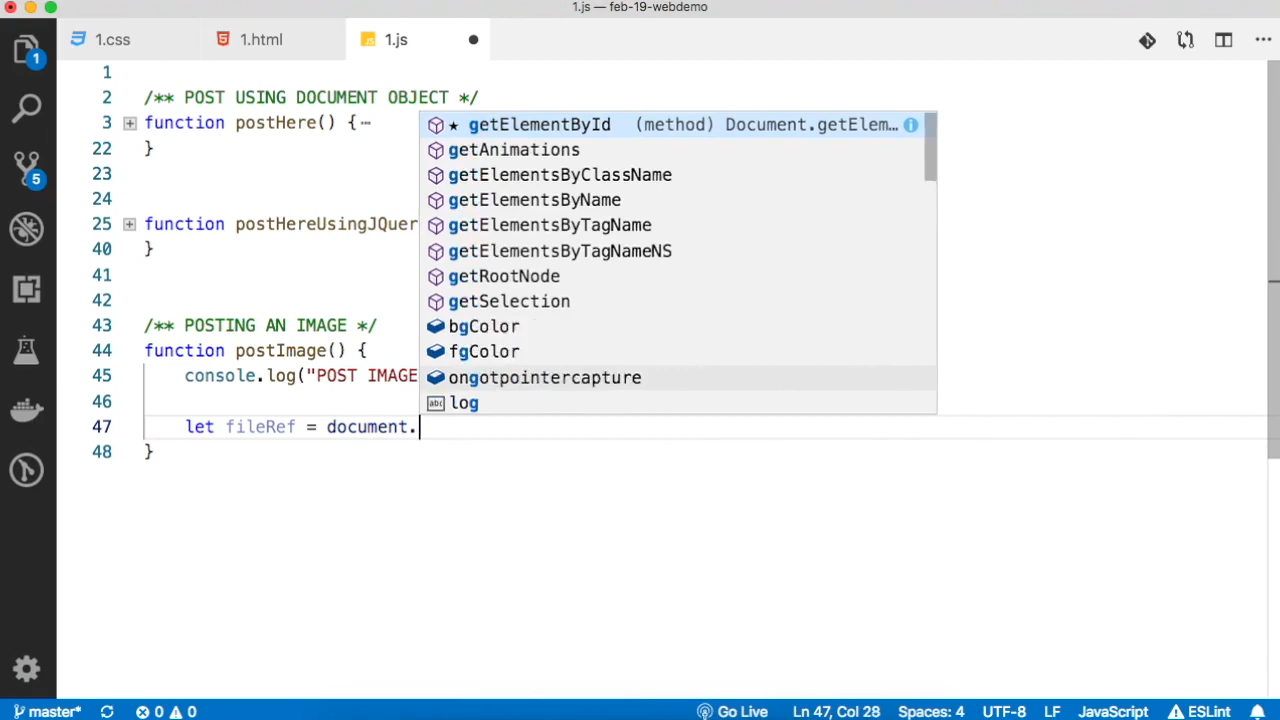 1.js — feb-19-webdemo
1.css
1.html
1.js
1
5
1
2 /** POST USING DOCUMENT OBJECT */
3 function postHere() {
22 }
23
24
25 function postHereUsingJQuer
40 }
41
42
43 /** POSTING AN IMAGE */
44 function postImage() {
45 console.log("POST IMAGE
46
47 let fileRef = document.
48 }
getElementById (method) Document.getElem…
getAnimations
getElementsByClassName
getElementsByName
getElementsByTagName
getElementsByTagNameNS
getRootNode
getSelection
bgColor
fgColor
ongotpointercapture
abc log
master* 0 0 Go Live Ln 47, Col 28 Spaces: 4 UTF-8 LF JavaScript ESLint